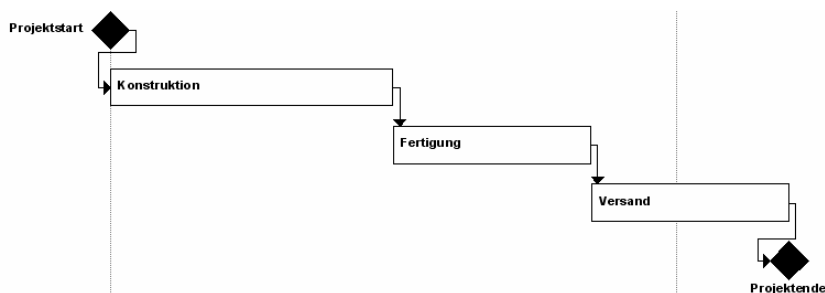 Projektstart
Konstruktion
Fertigung
Versand
Projektende